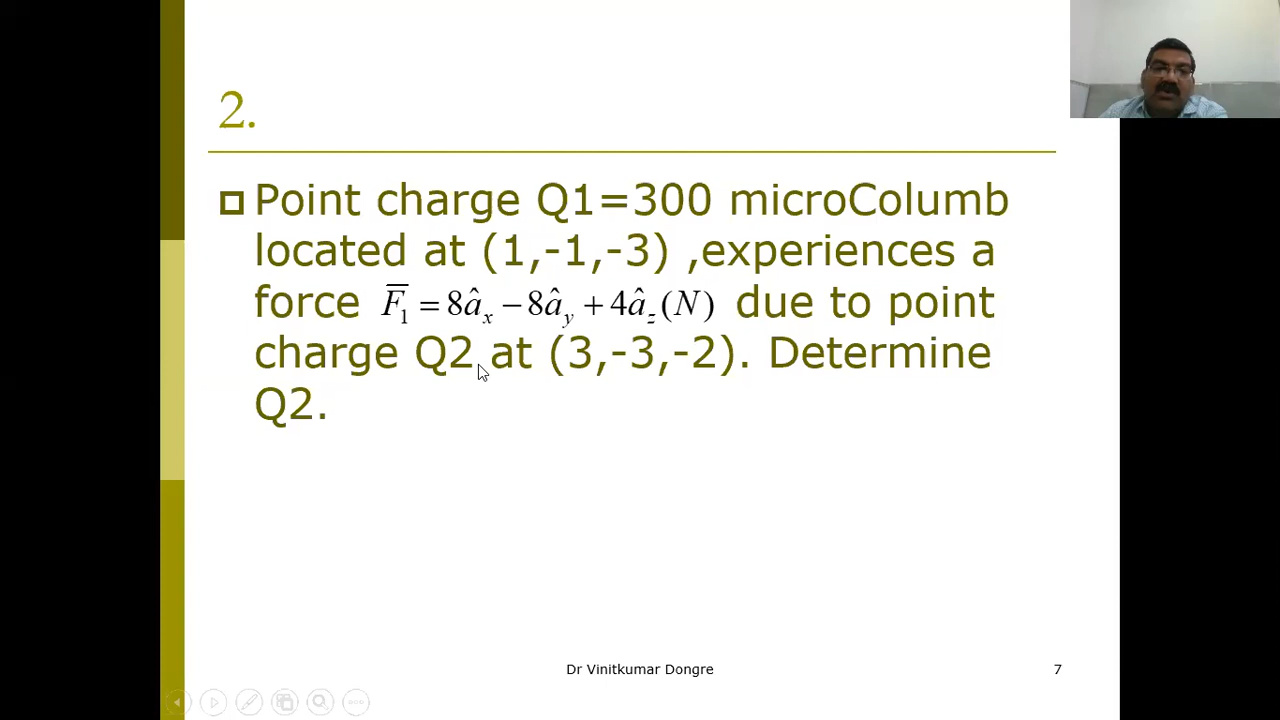 2.
Point charge Q1=300 microColumb
located at (1,-1,-3) ,experiences a
force F̅₁ = 8âₓ − 8â_y + 4â_z (N) due to point
charge Q2 at (3,-3,-2). Determine
Q2.
Dr Vinitkumar Dongre
7